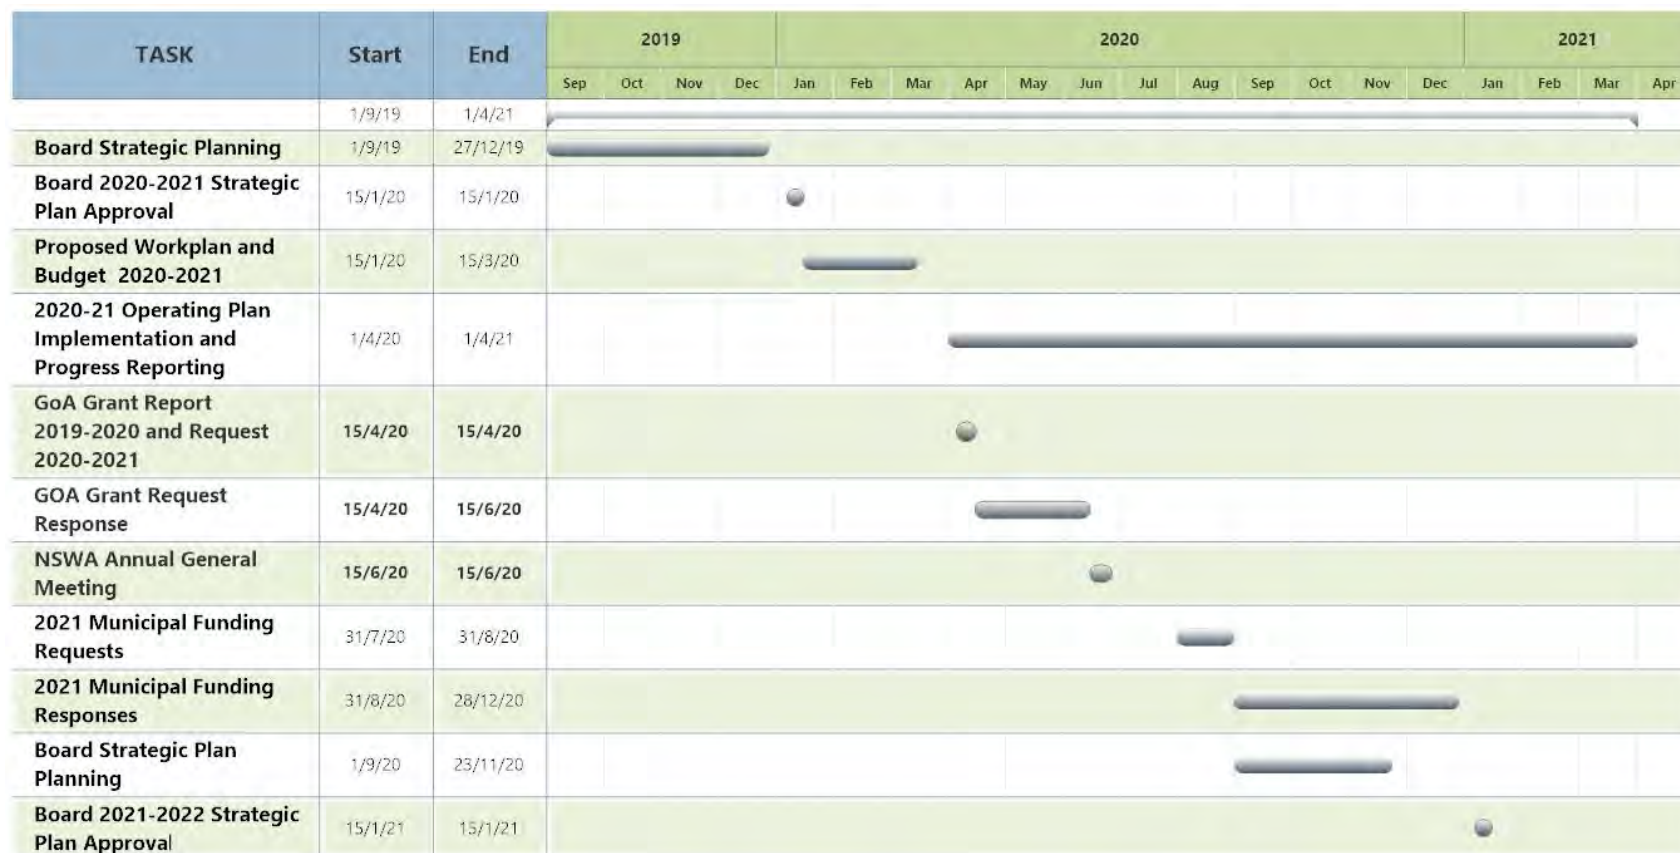 TASK Start End 2019 2020 2021
Sep Oct Nov Dec Jan Feb Mar Apr May Jun Jul Aug Sep Oct Nov Dec Jan Feb Mar Apr
1/9/19 1/4/21
Board Strategic Planning 1/9/19 27/12/19
Board 2020-2021 Strategic
Plan Approval 15/1/20 15/1/20
Proposed Workplan and
Budget 2020-2021 15/1/20 15/3/20
2020-21 Operating Plan
Implementation and 1/4/20 1/4/21
Progress Reporting
GoA Grant Report
2019-2020 and Request 15/4/20 15/4/20
2020-2021
GOA Grant Request
Response 15/4/20 15/6/20
NSWA Annual General
Meeting 15/6/20 15/6/20
2021 Municipal Funding
Requests 31/7/20 31/8/20
2021 Municipal Funding
Responses 31/8/20 28/12/20
Board Strategic Plan
Planning 1/9/20 23/11/20
Board 2021-2022 Strategic
Plan Approval 15/1/21 15/1/21